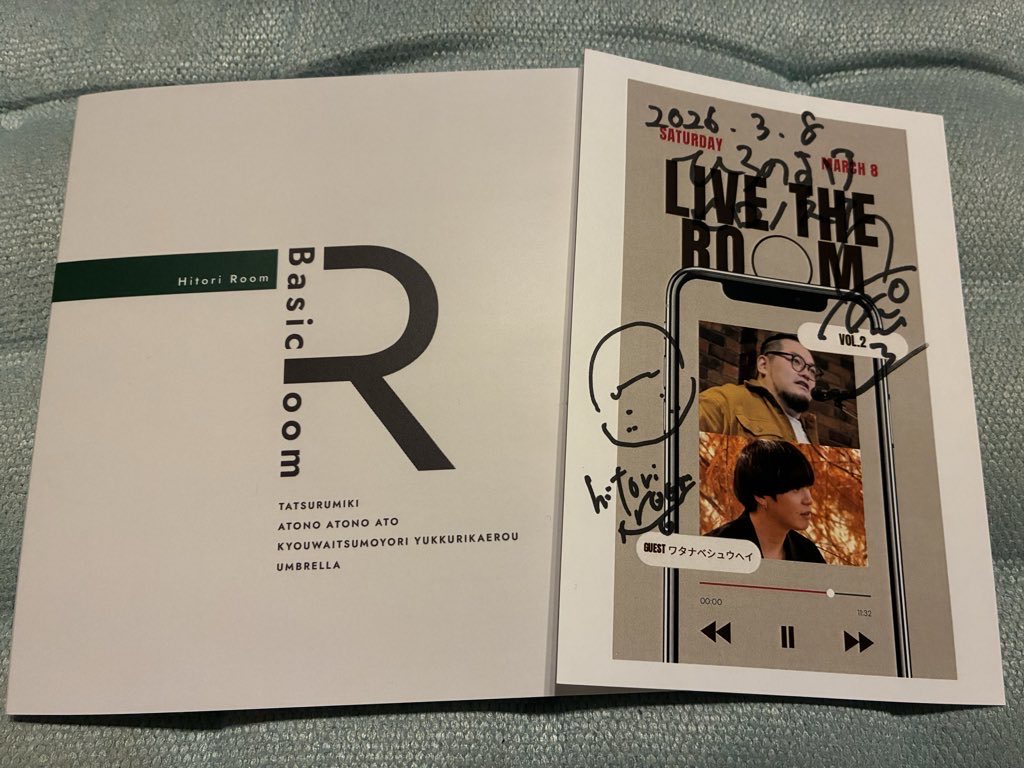 Hitori Room
Basic
Room
TATSURUMIKI
ATONO ATONO ATO
KYOUWAITSUMOYORI YUKKURIKAEROU
UMBRELLA
2026.3.8
SATURDAY
MARCH 8
LIVE THE
ROOM
VOL.2
hitori
room
GUEST ワタナベシュウヘイ
00:00
11:32